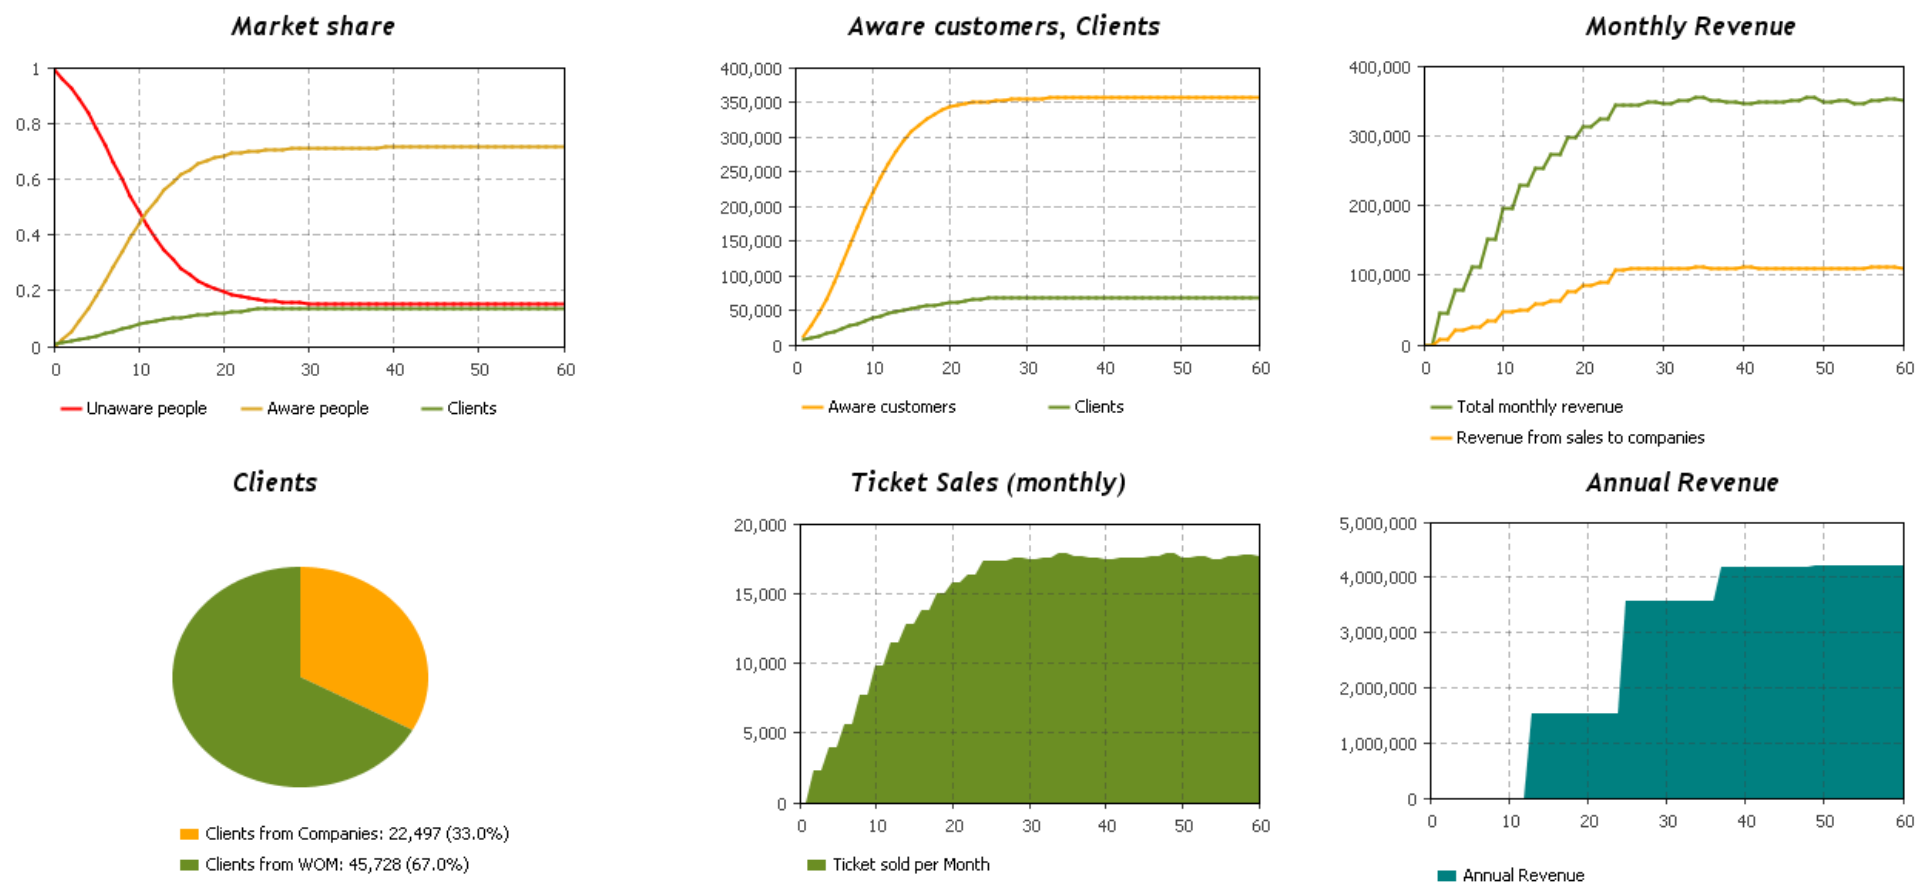 Market share
1
0.8
0.6
0.4
0.2
0
0 10 20 30 40 50 60
Unaware people Aware people Clients
Aware customers, Clients
400,000
350,000
300,000
250,000
200,000
150,000
100,000
50,000
0
0 10 20 30 40 50 60
Aware customers Clients
Monthly Revenue
400,000
300,000
200,000
100,000
0
0 10 20 30 40 50 60
Total monthly revenue
Revenue from sales to companies
Clients
Clients from Companies: 22,497 (33.0%)
Clients from WOM: 45,728 (67.0%)
Ticket Sales (monthly)
20,000
15,000
10,000
5,000
0
0 10 20 30 40 50 60
Ticket sold per Month
Annual Revenue
5,000,000
4,000,000
3,000,000
2,000,000
1,000,000
0
0 10 20 30 40 50 60
Annual Revenue